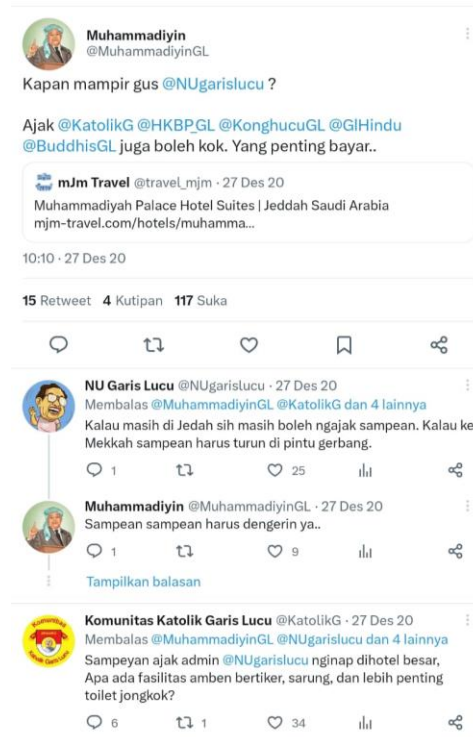 Muhammadiyin
@MuhammadiyinGL
Kapan mampir gus @NUgarislucu ?
Ajak @KatolikG @HKBP_GL @KonghucuGL @GlHindu
@BuddhisGL juga boleh kok. Yang penting bayar..
mJm Travel @travel_mjm · 27 Des 20
Muhammadiyah Palace Hotel Suites | Jeddah Saudi Arabia
mjm-travel.com/hotels/muhamma...
10:10 · 27 Des 20
15 Retweet 4 Kutipan 117 Suka
NU Garis Lucu @NUgarislucu · 27 Des 20
Membalas @MuhammadiyinGL @KatolikG dan 4 lainnya
Kalau masih di Jedah sih masih boleh ngajak sampean. Kalau ke
Mekkah sampean harus turun di pintu gerbang.
1 25
Muhammadiyin @MuhammadiyinGL · 27 Des 20
Sampean sampean harus dengerin ya..
1 9
Tampilkan balasan
Komunitas Katolik Garis Lucu @KatolikG · 27 Des 20
Membalas @MuhammadiyinGL @NUgarislucu dan 4 lainnya
Sampeyan ajak admin @NUgarislucu nginap dihotel besar,
Apa ada fasilitas amben bertiker, sarung, dan lebih penting
toilet jongkok?
6 1 34